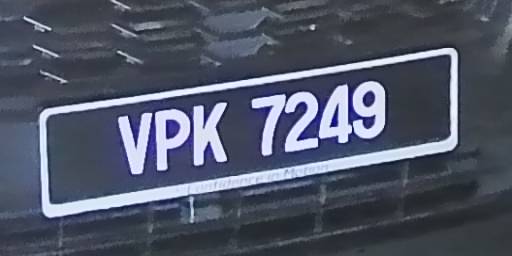 VPK 7249
Confidence in Motion